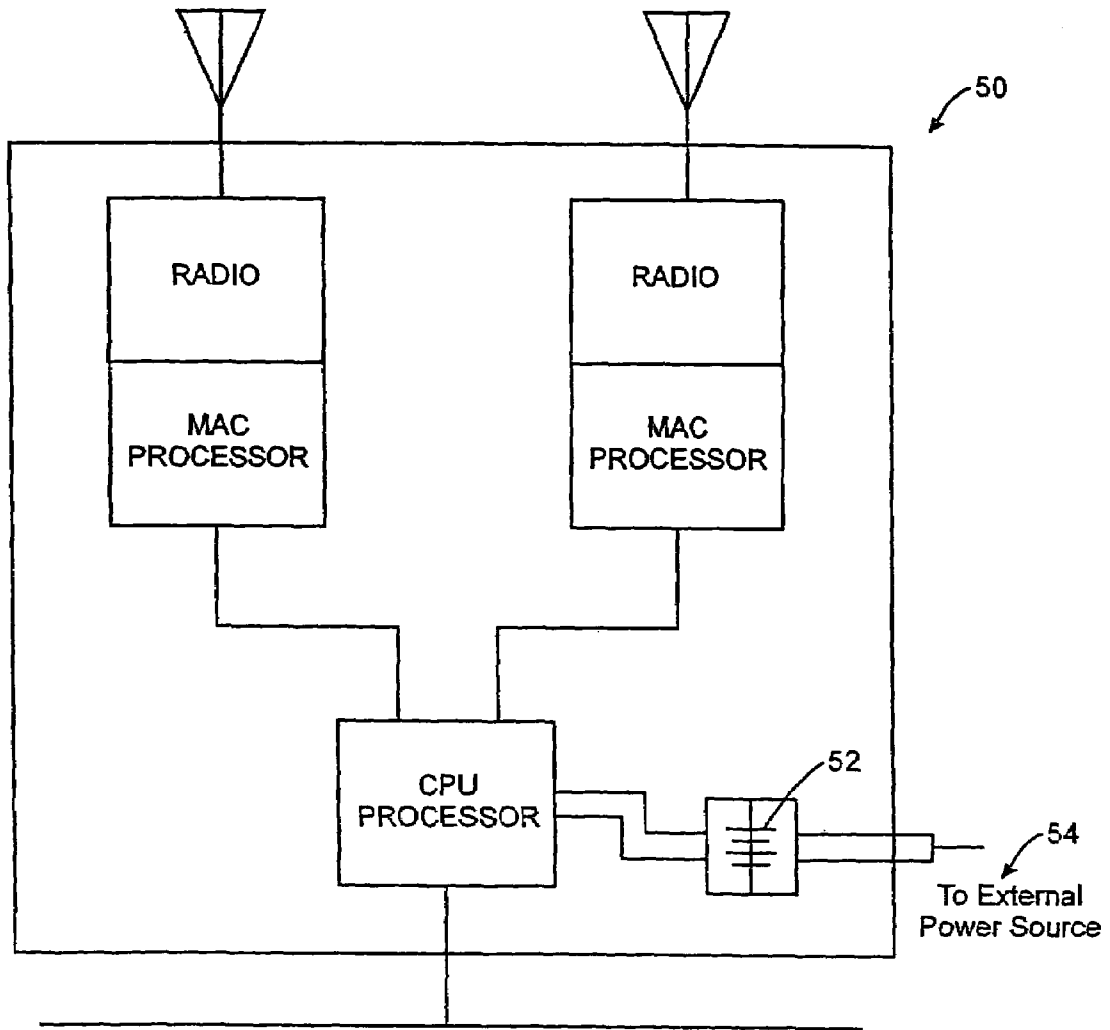 50
RADIO
RADIO
MAC
PROCESSOR
MAC
PROCESSOR
CPU
PROCESSOR
52
54
To External
Power Source